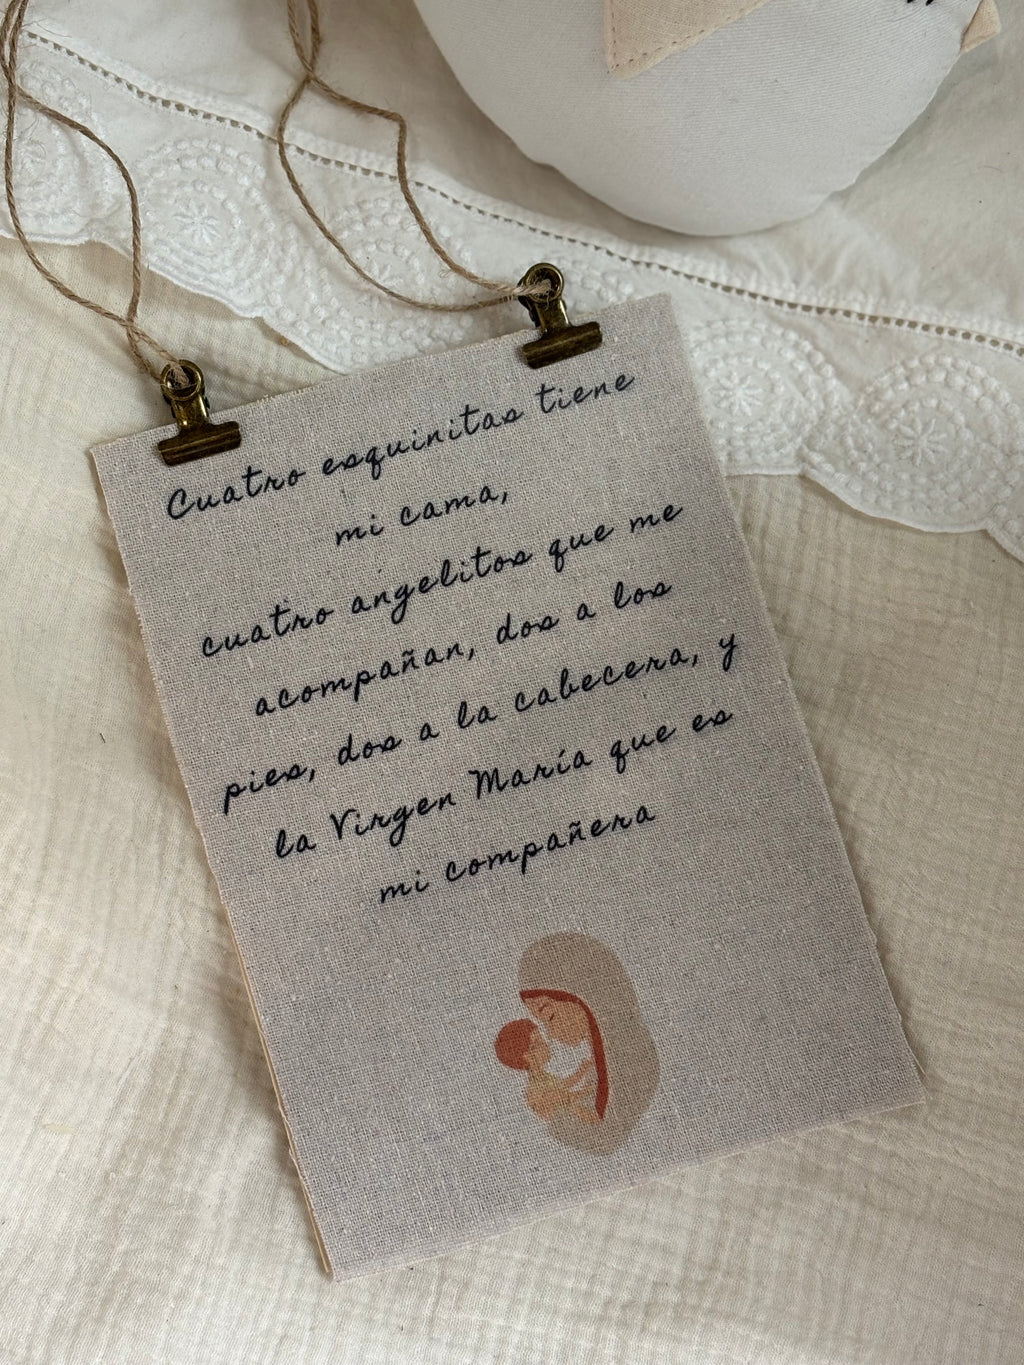 Cuatro esquinitas tiene
mi cama,
cuatro angelitos que me
acompañan, dos a los
pies, dos a la cabecera, y
la Virgen María que es
mi compañera